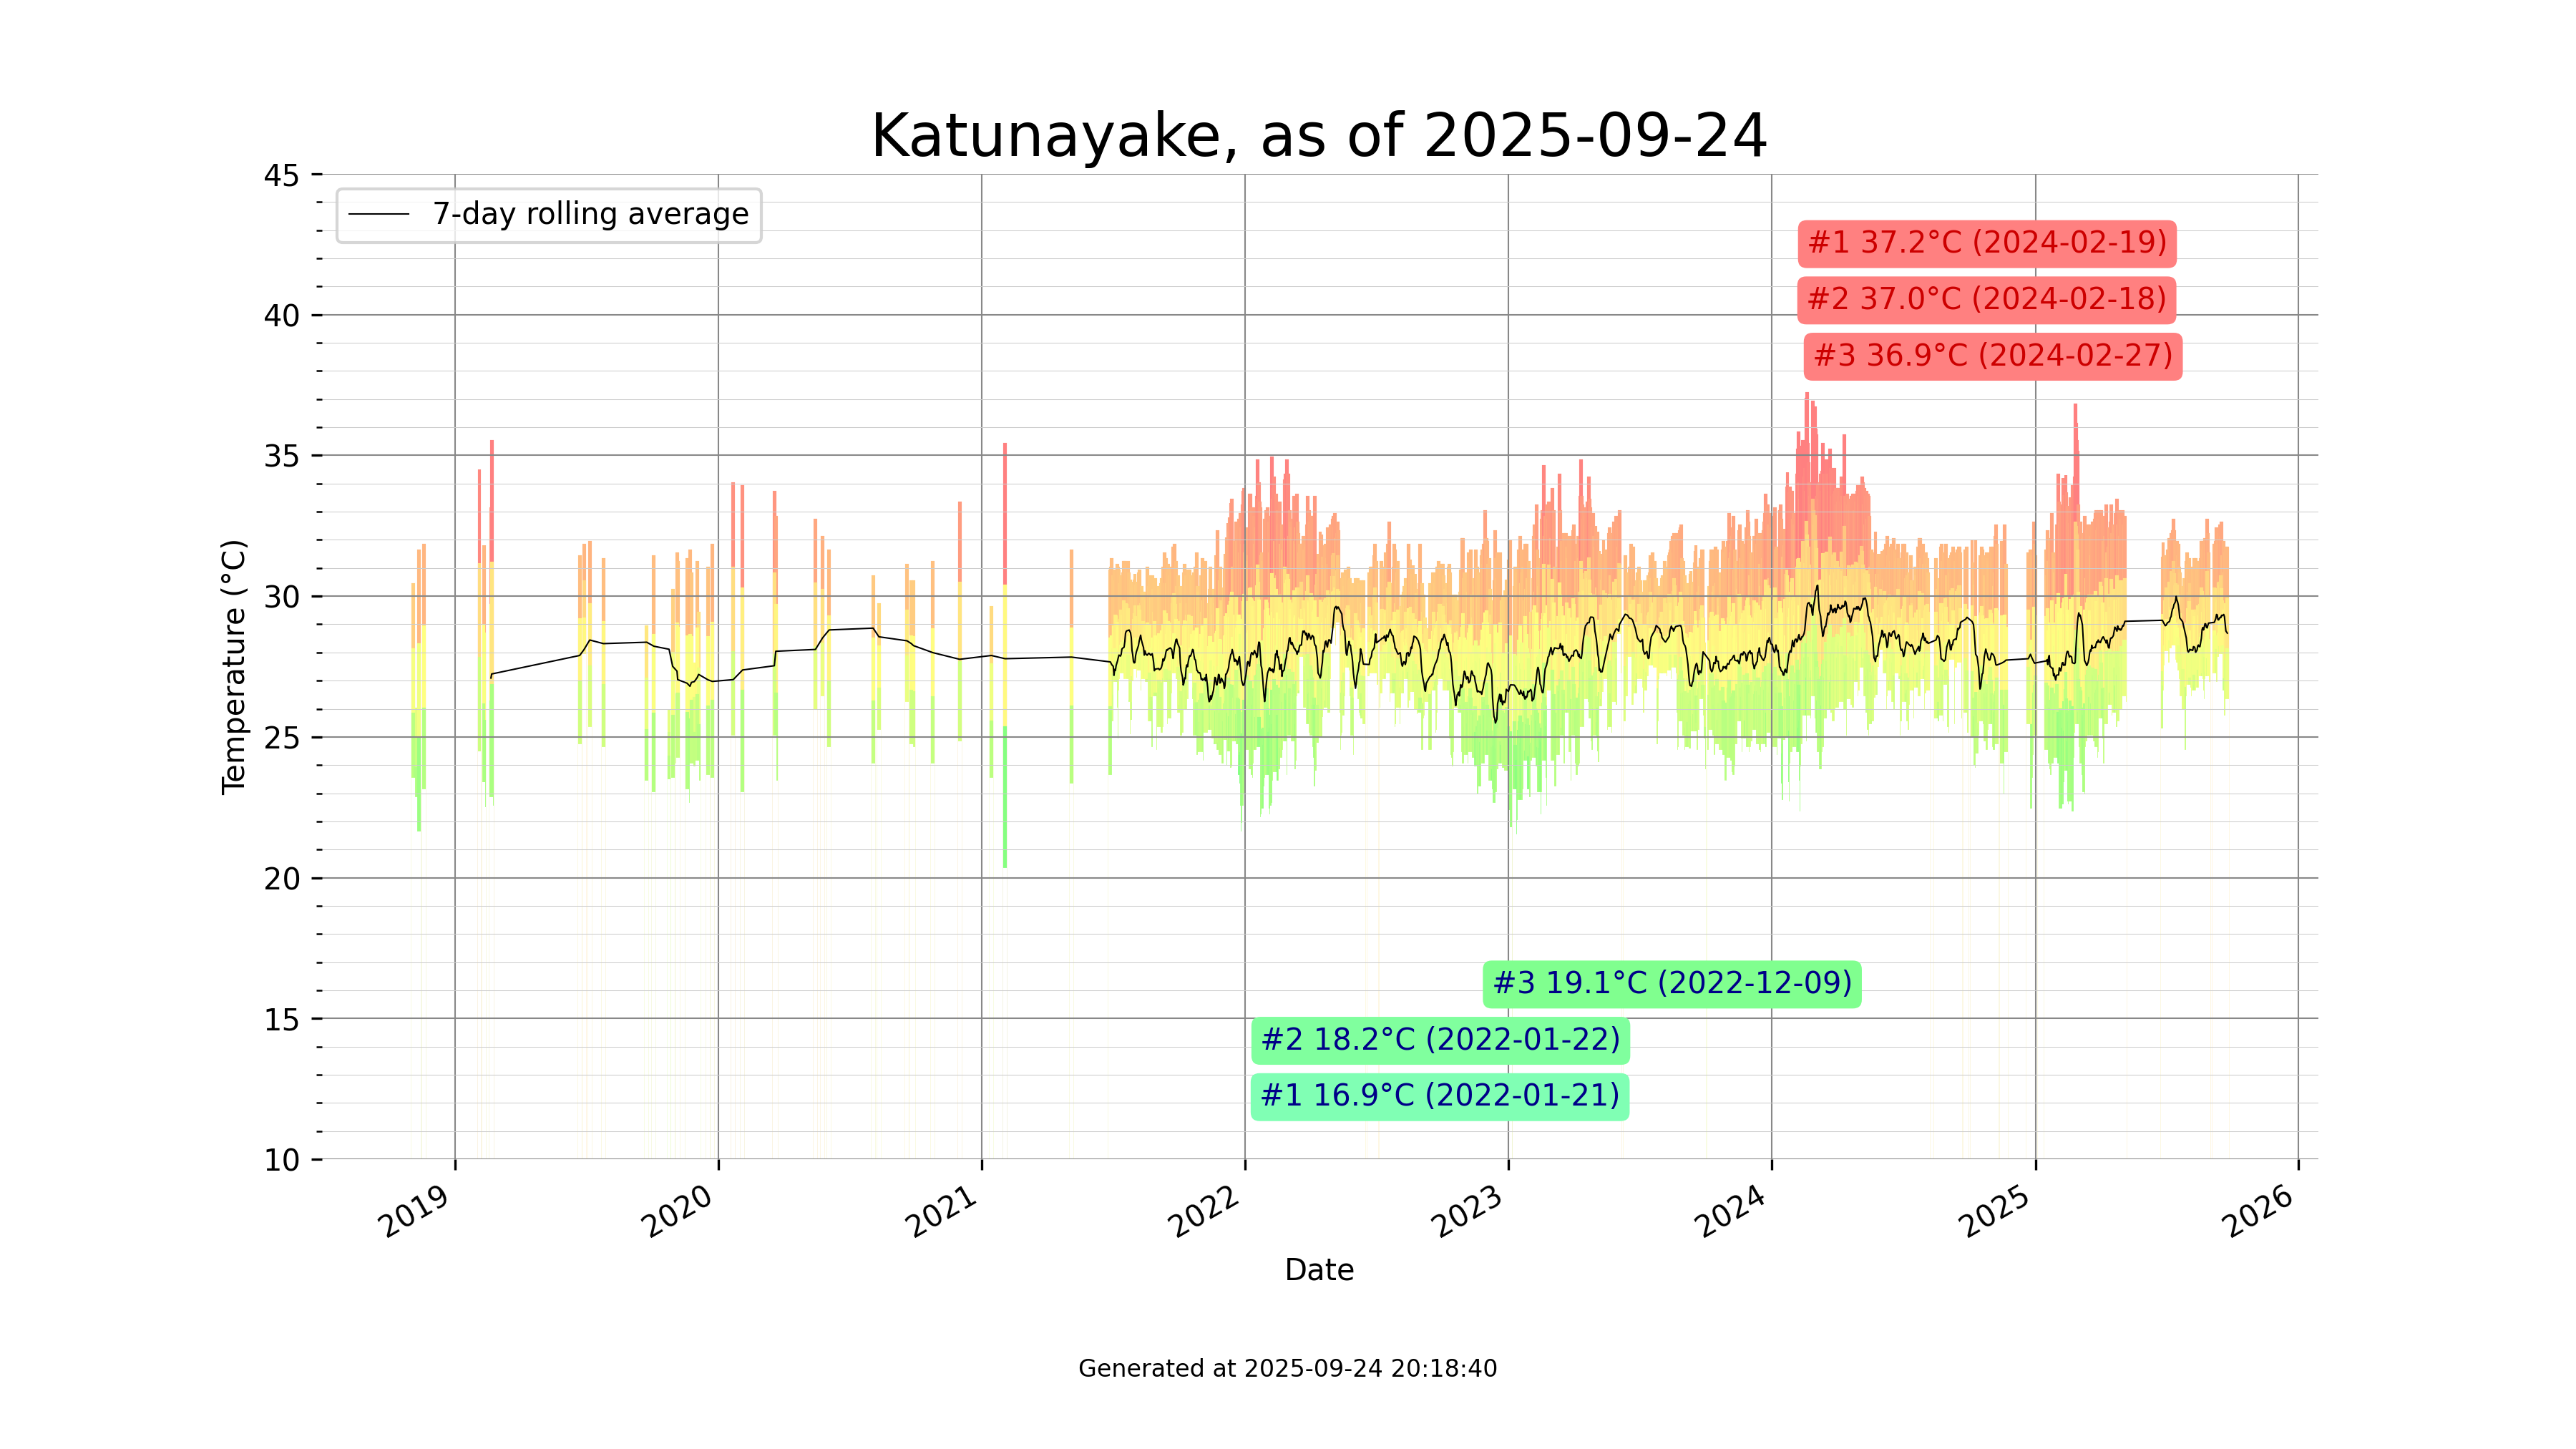 Katunayake, as of 2025-09-24
7-day rolling average
#1 37.2°C (2024-02-19)
#2 37.0°C (2024-02-18)
#3 36.9°C (2024-02-27)
#3 19.1°C (2022-12-09)
#2 18.2°C (2022-01-22)
#1 16.9°C (2022-01-21)
Temperature (°C)
45
40
35
30
25
20
15
10
2019
2020
2021
2022
2023
2024
2025
2026
Date
Generated at 2025-09-24 20:18:40